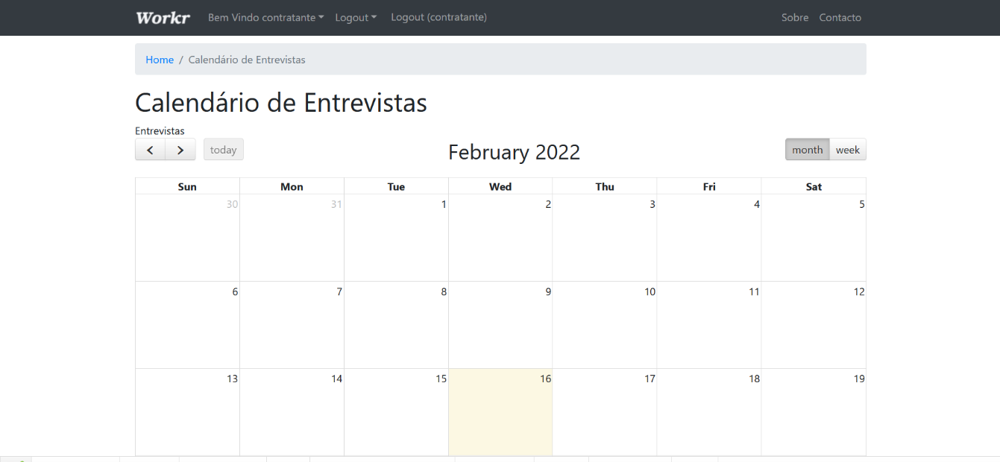 Workr Bem Vindo contratante Logout Logout (contratante) Sobre Contacto
Home / Calendário de Entrevistas
Calendário de Entrevistas
Entrevistas
today February 2022 month week
Sun Mon Tue Wed Thu Fri Sat
30 31 1 2 3 4 5
6 7 8 9 10 11 12
13 14 15 16 17 18 19